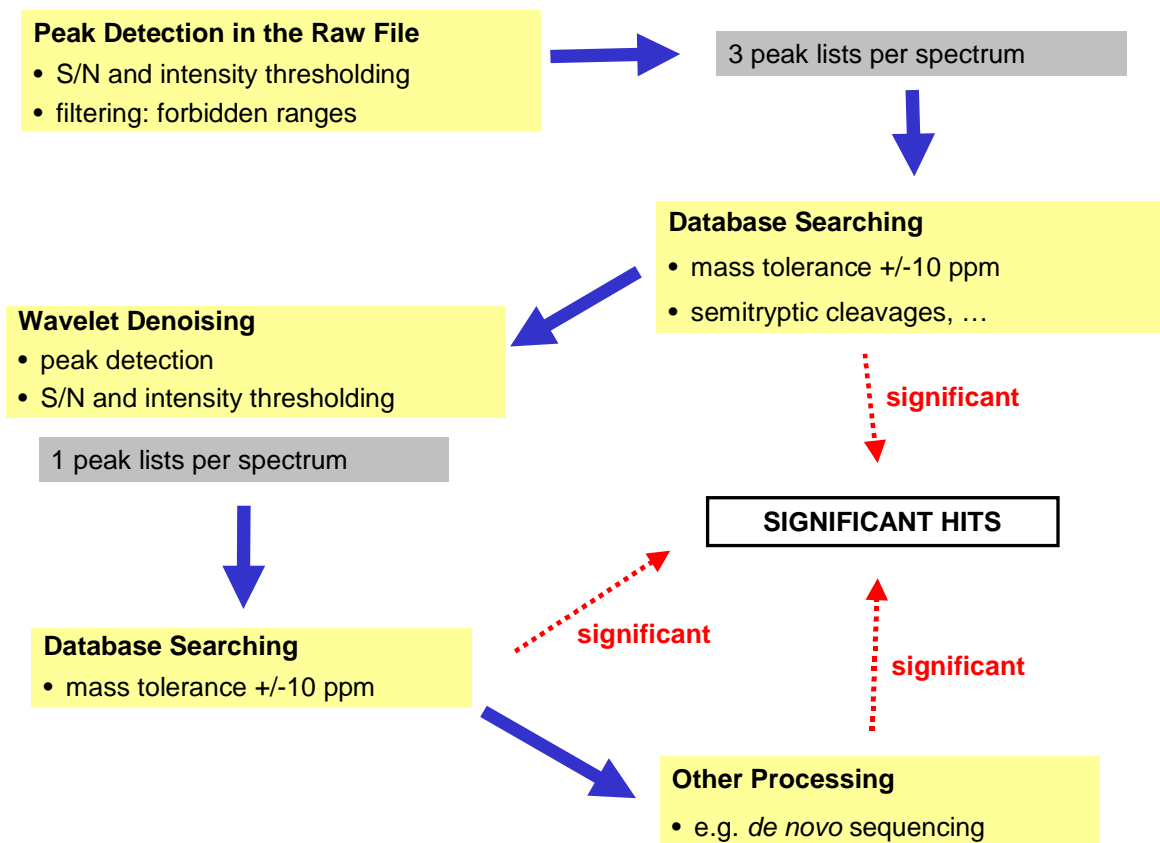 Peak Detection in the Raw File
• S/N and intensity thresholding
• filtering: forbidden ranges
3 peak lists per spectrum
Database Searching
• mass tolerance +/-10 ppm
• semitryptic cleavages, …
Wavelet Denoising
• peak detection
• S/N and intensity thresholding
1 peak lists per spectrum
significant
SIGNIFICANT HITS
significant
Database Searching
• mass tolerance +/-10 ppm
significant
Other Processing
• e.g. de novo sequencing